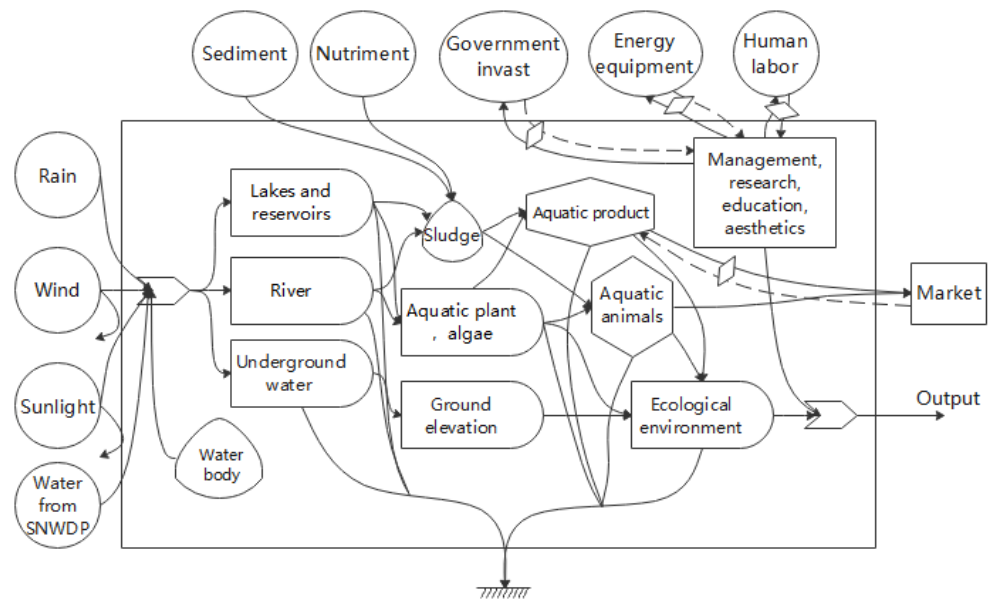 Sediment
Nutriment
Government
invast
Energy
equipment
Human
labor
Rain
Wind
Sunlight
Water
from
SNWDP
Lakes and
reservoirs
River
Underground
water
Water
body
Sludge
Aquatic plant
, algae
Ground
elevation
Aquatic product
Aquatic
animals
Ecological
environment
Management,
research,
education,
aesthetics
Market
Output